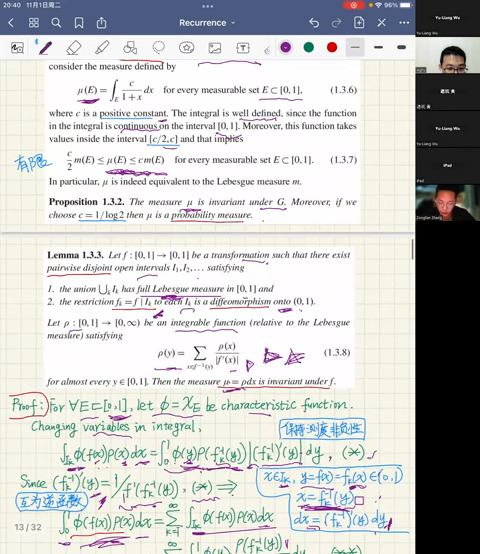 20:40 11月1日周二
96%
Recurrence
consider the measure defined by
μ(E) = ∫_E c/(1+x) dx for every measurable set E ⊂ [0,1], (1.3.6)
where c is a positive constant. The integral is well defined, since the function
in the integral is continuous on the interval [0,1]. Moreover, this function takes
values inside the interval [c/2,c] and that implies
有限
c/2 m(E) ≤ μ(E) ≤ cm(E) for every measurable set E ⊂ [0,1]. (1.3.7)
In particular, μ is indeed equivalent to the Lebesgue measure m.
Proposition 1.3.2. The measure μ is invariant under G. Moreover, if we
choose c = 1/log2 then μ is a probability measure.
Lemma 1.3.3. Let f : [0,1] → [0,1] be a transformation such that there exist
pairwise disjoint open intervals I₁, I₂, … satisfying
1. the union ⋃_k I_k has full Lebesgue measure in [0,1] and
2. the restriction f_k = f | I_k to each I_k is a diffeomorphism onto (0,1).
Let ρ : [0,1] → [0,∞) be an integrable function (relative to the Lebesgue
measure) satisfying
ρ(y) = ∑_{x∈f⁻¹(y)} ρ(x)/|f′(x)| (1.3.8)
for almost every y ∈ [0,1]. Then the measure μ = ρdx is invariant under f.
Proof: For ∀E⊏[0,1], let φ = χ_E be characteristic function.
Changing variables in integral,
保持测度非负性
∫_{I_k} φ(f(x)) ρ(x) dx = ∫₀¹ φ(y) ρ(f_k⁻¹(y)) |(f_k⁻¹)′(y)| dy, (*)
x∈I_k, y=f(x)=f_k(x)∈(0,1)
Since (f_k⁻¹)′(y) = 1/f′(f_k⁻¹(y)), (*) ⟹
x = f_k⁻¹(y)
互为逆函数
dx = (f_k⁻¹)′(y) dy
13 / 32
∫₀¹ φ(f(x)) ρ(x) dx = ∑_{k=1}^∞ ∫_{I_k} φ(f(x)) ρ(x) dx
Yu-Liang Wu
Yu-Liang Wu
Yu-Liang Wu
iPad
iPad